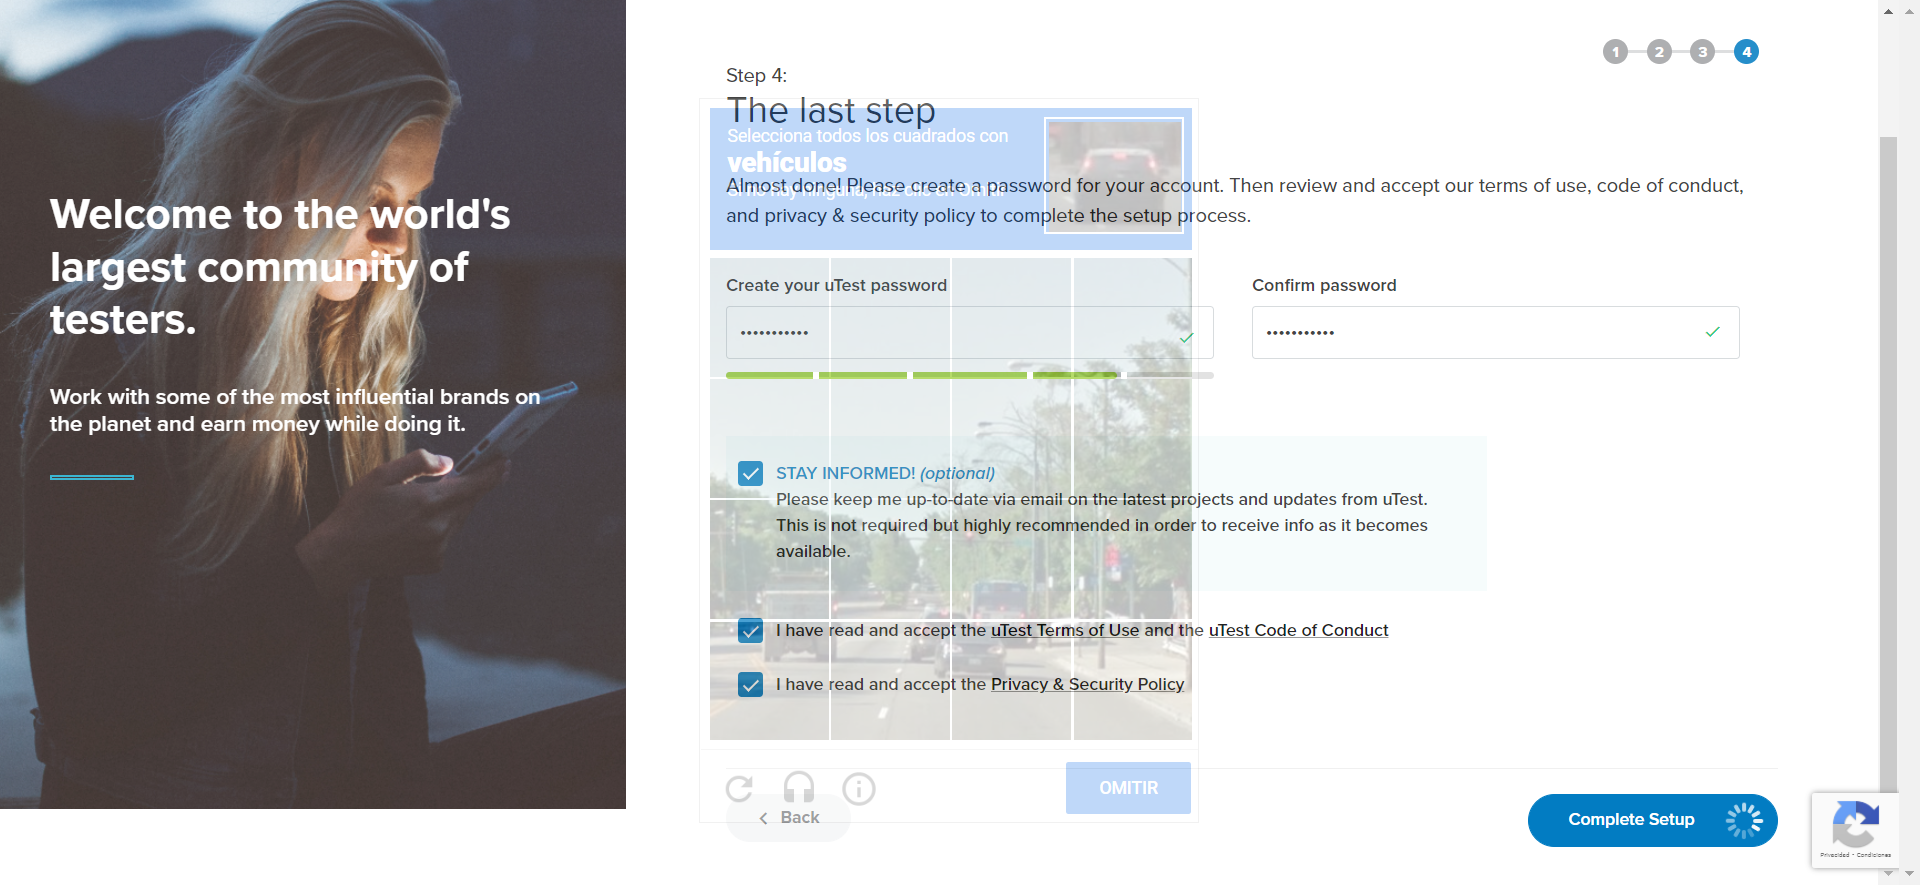 Welcome to the world's
largest community of
testers.
Work with some of the most influential brands on
the planet and earn money while doing it.
1 2 3 4
Step 4:
The last step
Selecciona todos los cuadrados con
vehículos
Almost done! Please create a password for your account. Then review and accept our terms of use, code of conduct,
and privacy & security policy to complete the setup process.
Create your uTest password
Confirm password
STAY INFORMED! (optional)
Please keep me up-to-date via email on the latest projects and updates from uTest.
This is not required but highly recommended in order to receive info as it becomes
available.
I have read and accept the uTest Terms of Use and the uTest Code of Conduct
I have read and accept the Privacy & Security Policy
OMITIR
Back
Complete Setup
Privacidad - Condiciones